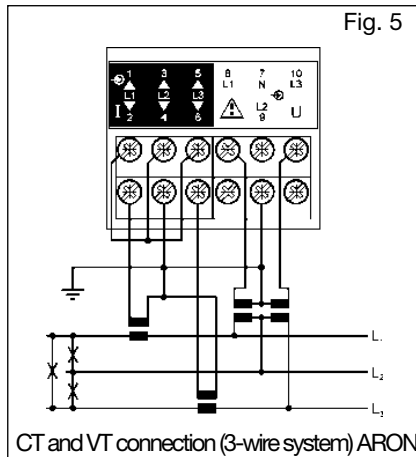 Fig. 5
1 3 5 8 7 10
L1 N L3
L1 L2 L3
I L2 U
2 4 6 9
L1
L2
L3
CT and VT connection (3-wire system) ARON